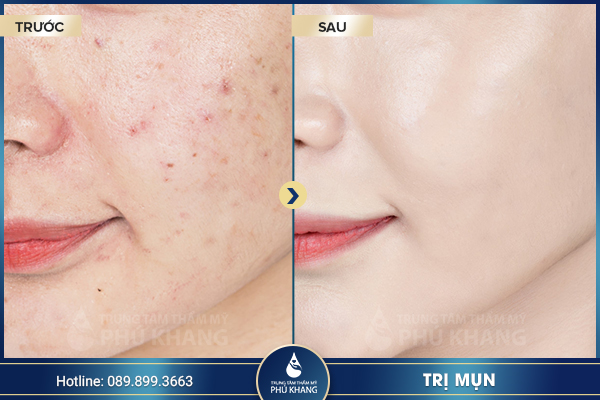 TRƯỚC
SAU
TRUNG TÂM THẨM MỸ
PHÚ KHANG
TRUNG TÂM THẨM MỸ
PHÚ KHANG
Hotline: 089.899.3663
TRUNG TÂM THẨM MỸ
PHÚ KHANG
TRỊ MỤN